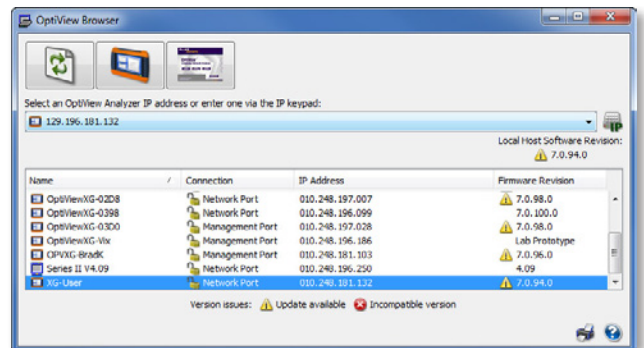 OptiView Browser
Select an OptiView Analyzer IP address or enter one via the IP keypad:
129.196.181.132
IP
Local Host Software Revision:
7.0.94.0
Name / Connection IP Address Firmware Revision
OptiViewXG-02D8 Network Port 010.248.197.007 7.0.98.0
OptiViewXG-0398 Network Port 010.248.196.099 7.0.100.0
OptiViewXG-03D0 Management Port 010.248.197.028 7.0.98.0
OptiViewXG-Vix Management Port 010.248.196.186 Lab Prototype
OPVXG-BradK Management Port 010.248.181.103 7.0.96.0
Series II V4.09 Network Port 010.248.196.250 4.09
XG-User Network Port 010.248.181.132 7.0.94.0
Version issues: Update available Incompatible version